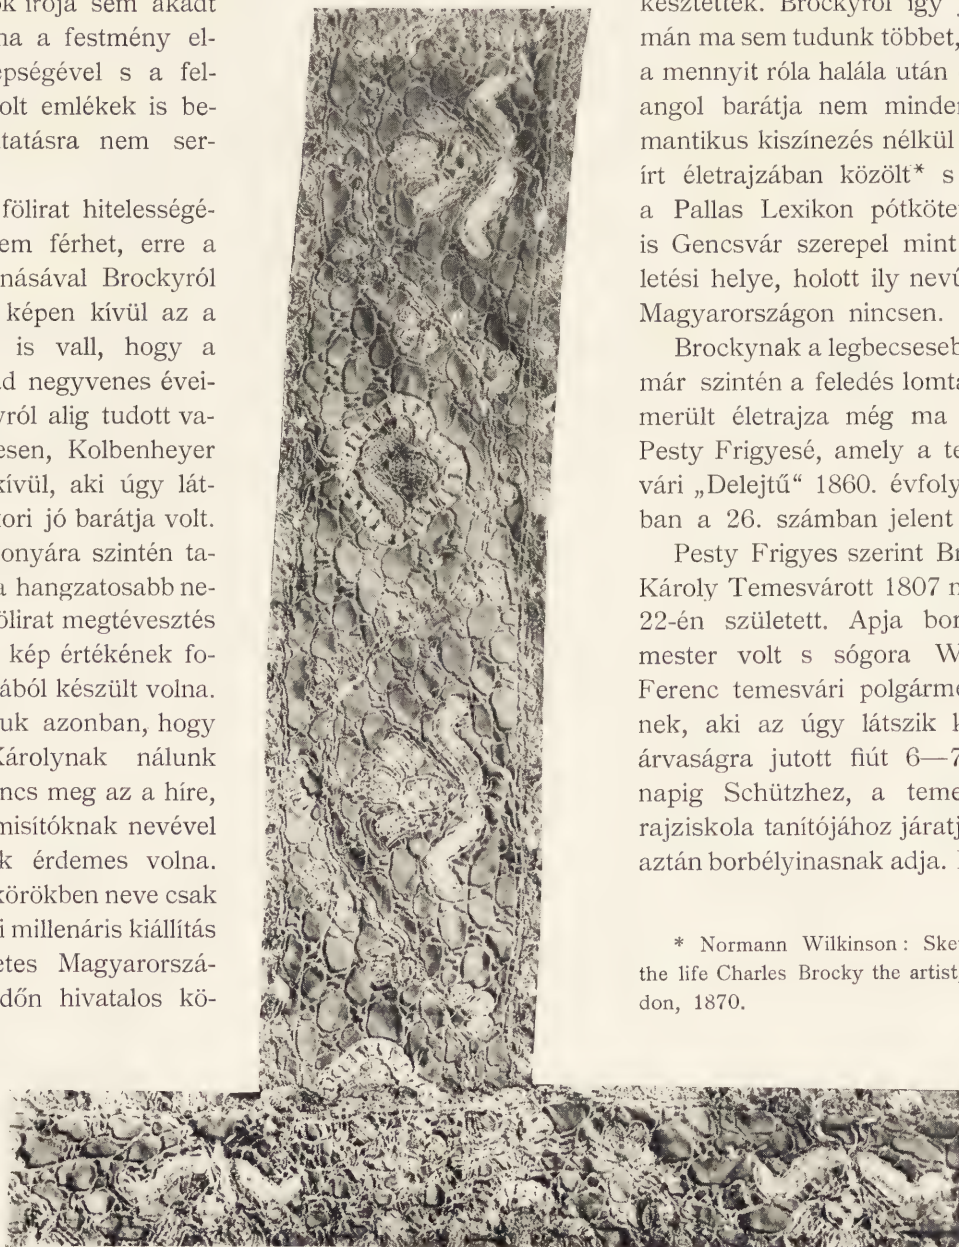 írója sem akadt
a festmény el-
épségével s a fel-
olt emlékek is be-
tatásra nem ser-
fölirat hitelességé-
em férhet, erre a
násával Brockyról
képen kívül az a
is vall, hogy a
ad negyvenes évei-
yról alig tudott va-
esen, Kolbenheyer
kívül, aki úgy lát-
tori jó barátja volt.
onyára szintén ta-
a hangzatosabb ne-
ölirat megtévesztés
kép értékének fo-
ából készült volna.
uk azonban, hogy
Károlynak nálunk
ncs meg az a híre,
misítóknak nevével
k érdemes volna.
körökben neve csak
i millenáris kiállítás
etes Magyarorszá-
dőn hivatalos kö-
késztettek. Brockyról így
mán ma sem tudunk többet,
a mennyit róla halála után
angol barátja nem minden
mantikus kiszínezés nélkül
írt életrajzában közölt* s
a Pallas Lexikon pótköte
is Gencsvár szerepel mint
letési helye, holott ily nevű
Magyarországon nincsen.
Brockynak a legbecseseb
már szintén a feledés lomtá
merült életrajza még ma
Pesty Frigyesé, amely a te
vári „Delejtű“ 1860. évfoly
ban a 26. számban jelent
Pesty Frigyes szerint Br
Károly Temesvárott 1807 m
22-én született. Apja bor
mester volt s sógora W
Ferenc temesvári polgárme
nek, aki az úgy látszik k
árvaságra jutott fiút 6—7
napig Schützhez, a teme
rajziskola tanítójához járatj
aztán borbélyinasnak adja.
* Normann Wilkinson: Ske
the life Charles Brocky the artist,
don, 1870.